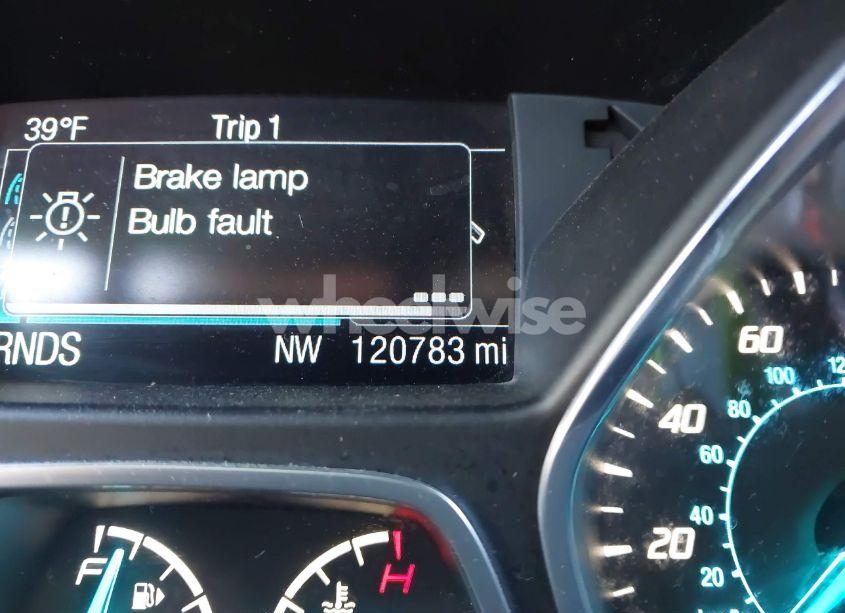 39°F Trip 1
Brake lamp
Bulb fault
wheelwise
RNDS NW 120783 mi
60
100 12
80
40
60
40
20
20
F H